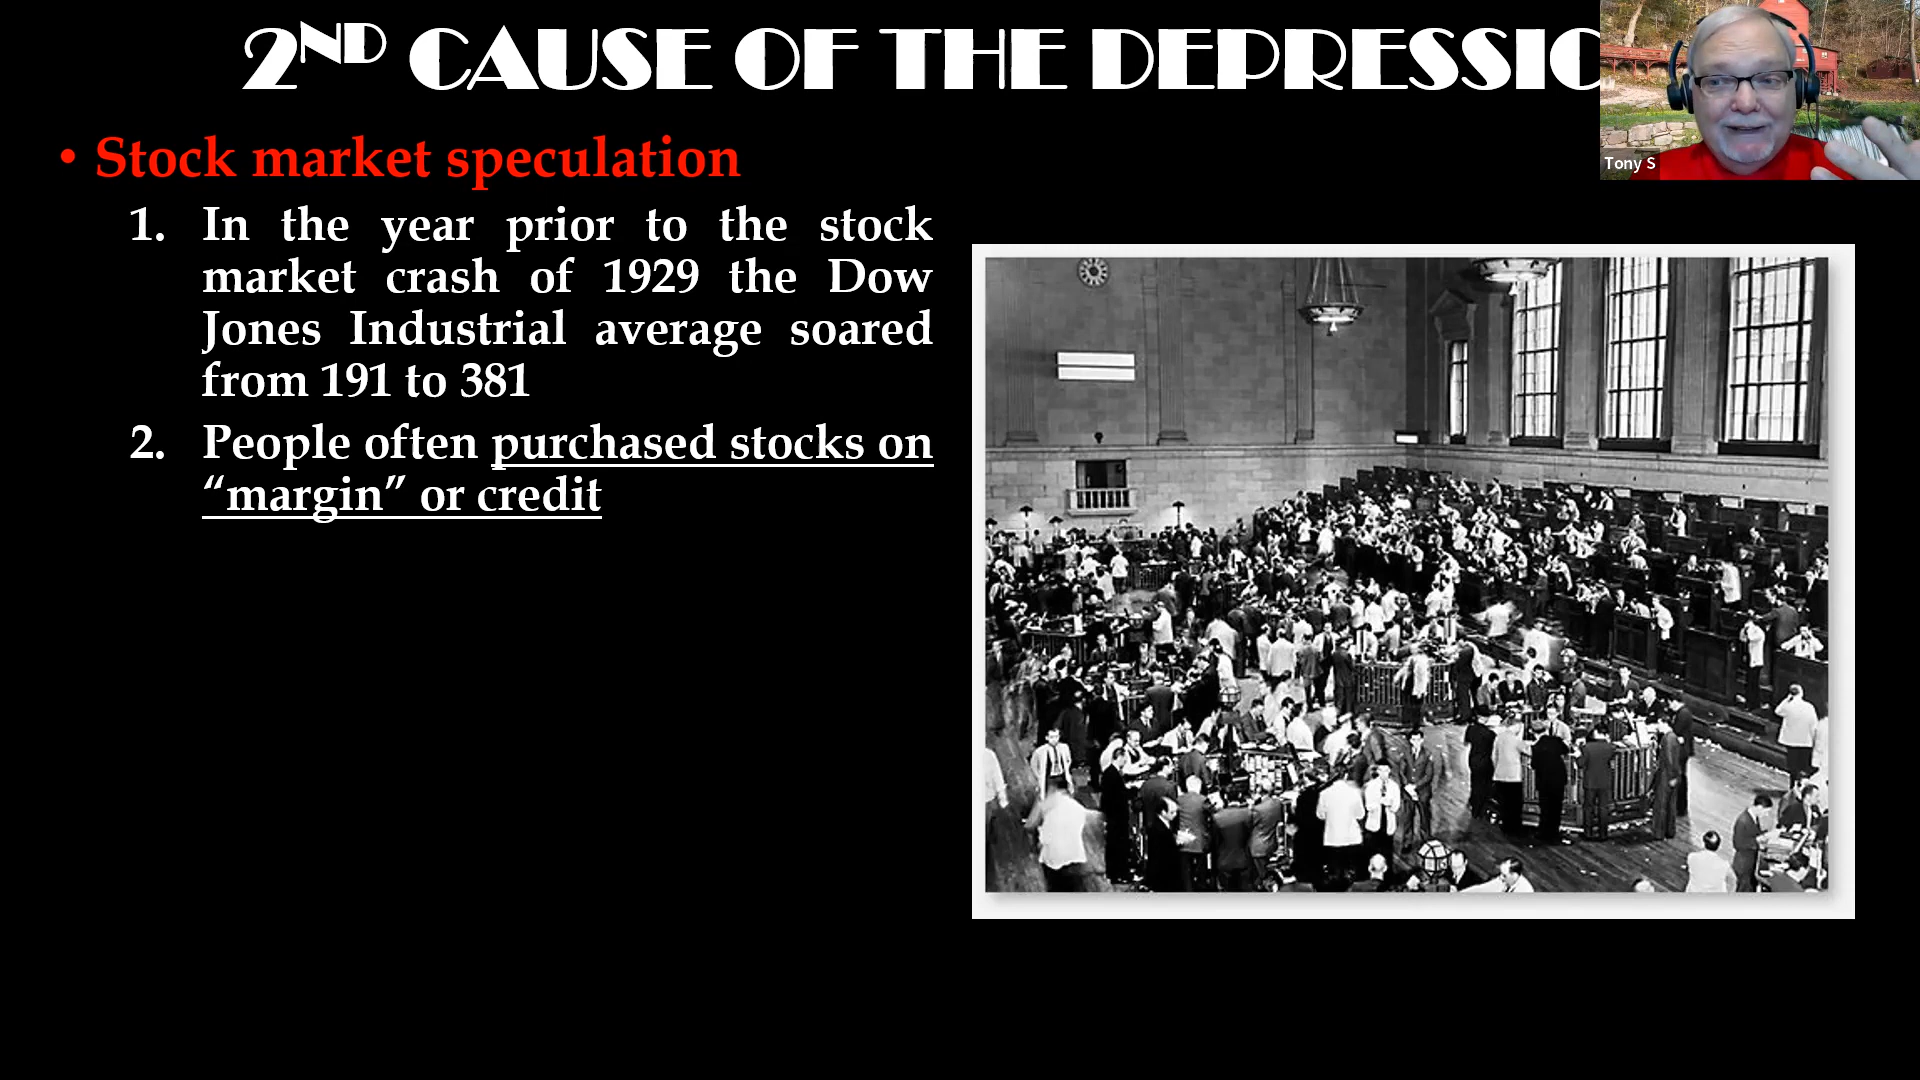 2ND CAUSE OF THE DEPRESSIO
Tony S
• Stock market speculation
1. In the year prior to the stock
market crash of 1929 the Dow
Jones Industrial average soared
from 191 to 381
2. People often purchased stocks on
“margin” or credit